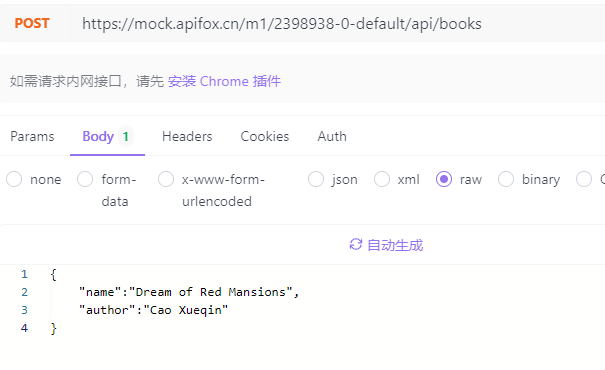 POST https://mock.apifox.cn/m1/2398938-0-default/api/books
如需请求内网接口，请先 安装 Chrome 插件
Params Body 1 Headers Cookies Auth
none form-data x-www-form-urlencoded json xml raw binary
自动生成
1 {
2 "name":"Dream of Red Mansions",
3 "author":"Cao Xueqin"
4 }